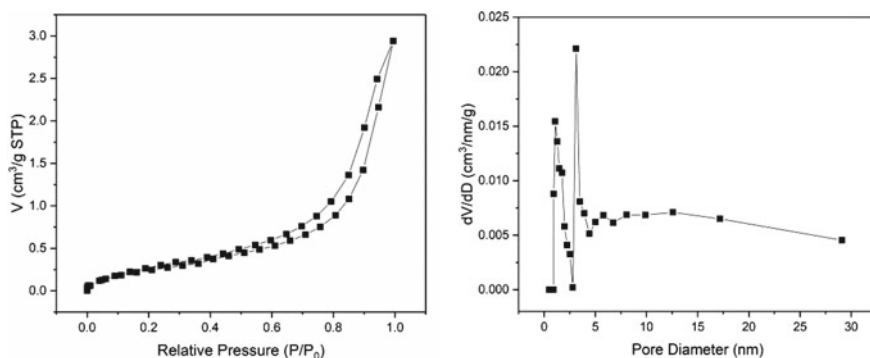 3.0
2.5
2.0
1.5
1.0
0.5
0.0
V (cm³/g STP)
0.0 0.2 0.4 0.6 0.8 1.0
Relative Pressure (P/P₀)
0.025
0.020
0.015
0.010
0.005
0.000
dV/dD (cm³/nm/g)
0 5 10 15 20 25 30
Pore Diameter (nm)